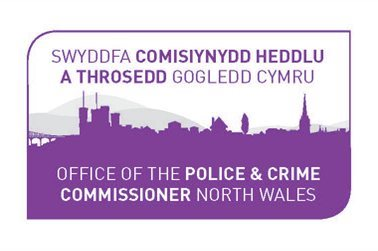 SWYDDFA COMISIYNYDD HEDDLU
A THROSEDD GOGLEDD CYMRU
OFFICE OF THE POLICE & CRIME
COMMISSIONER NORTH WALES